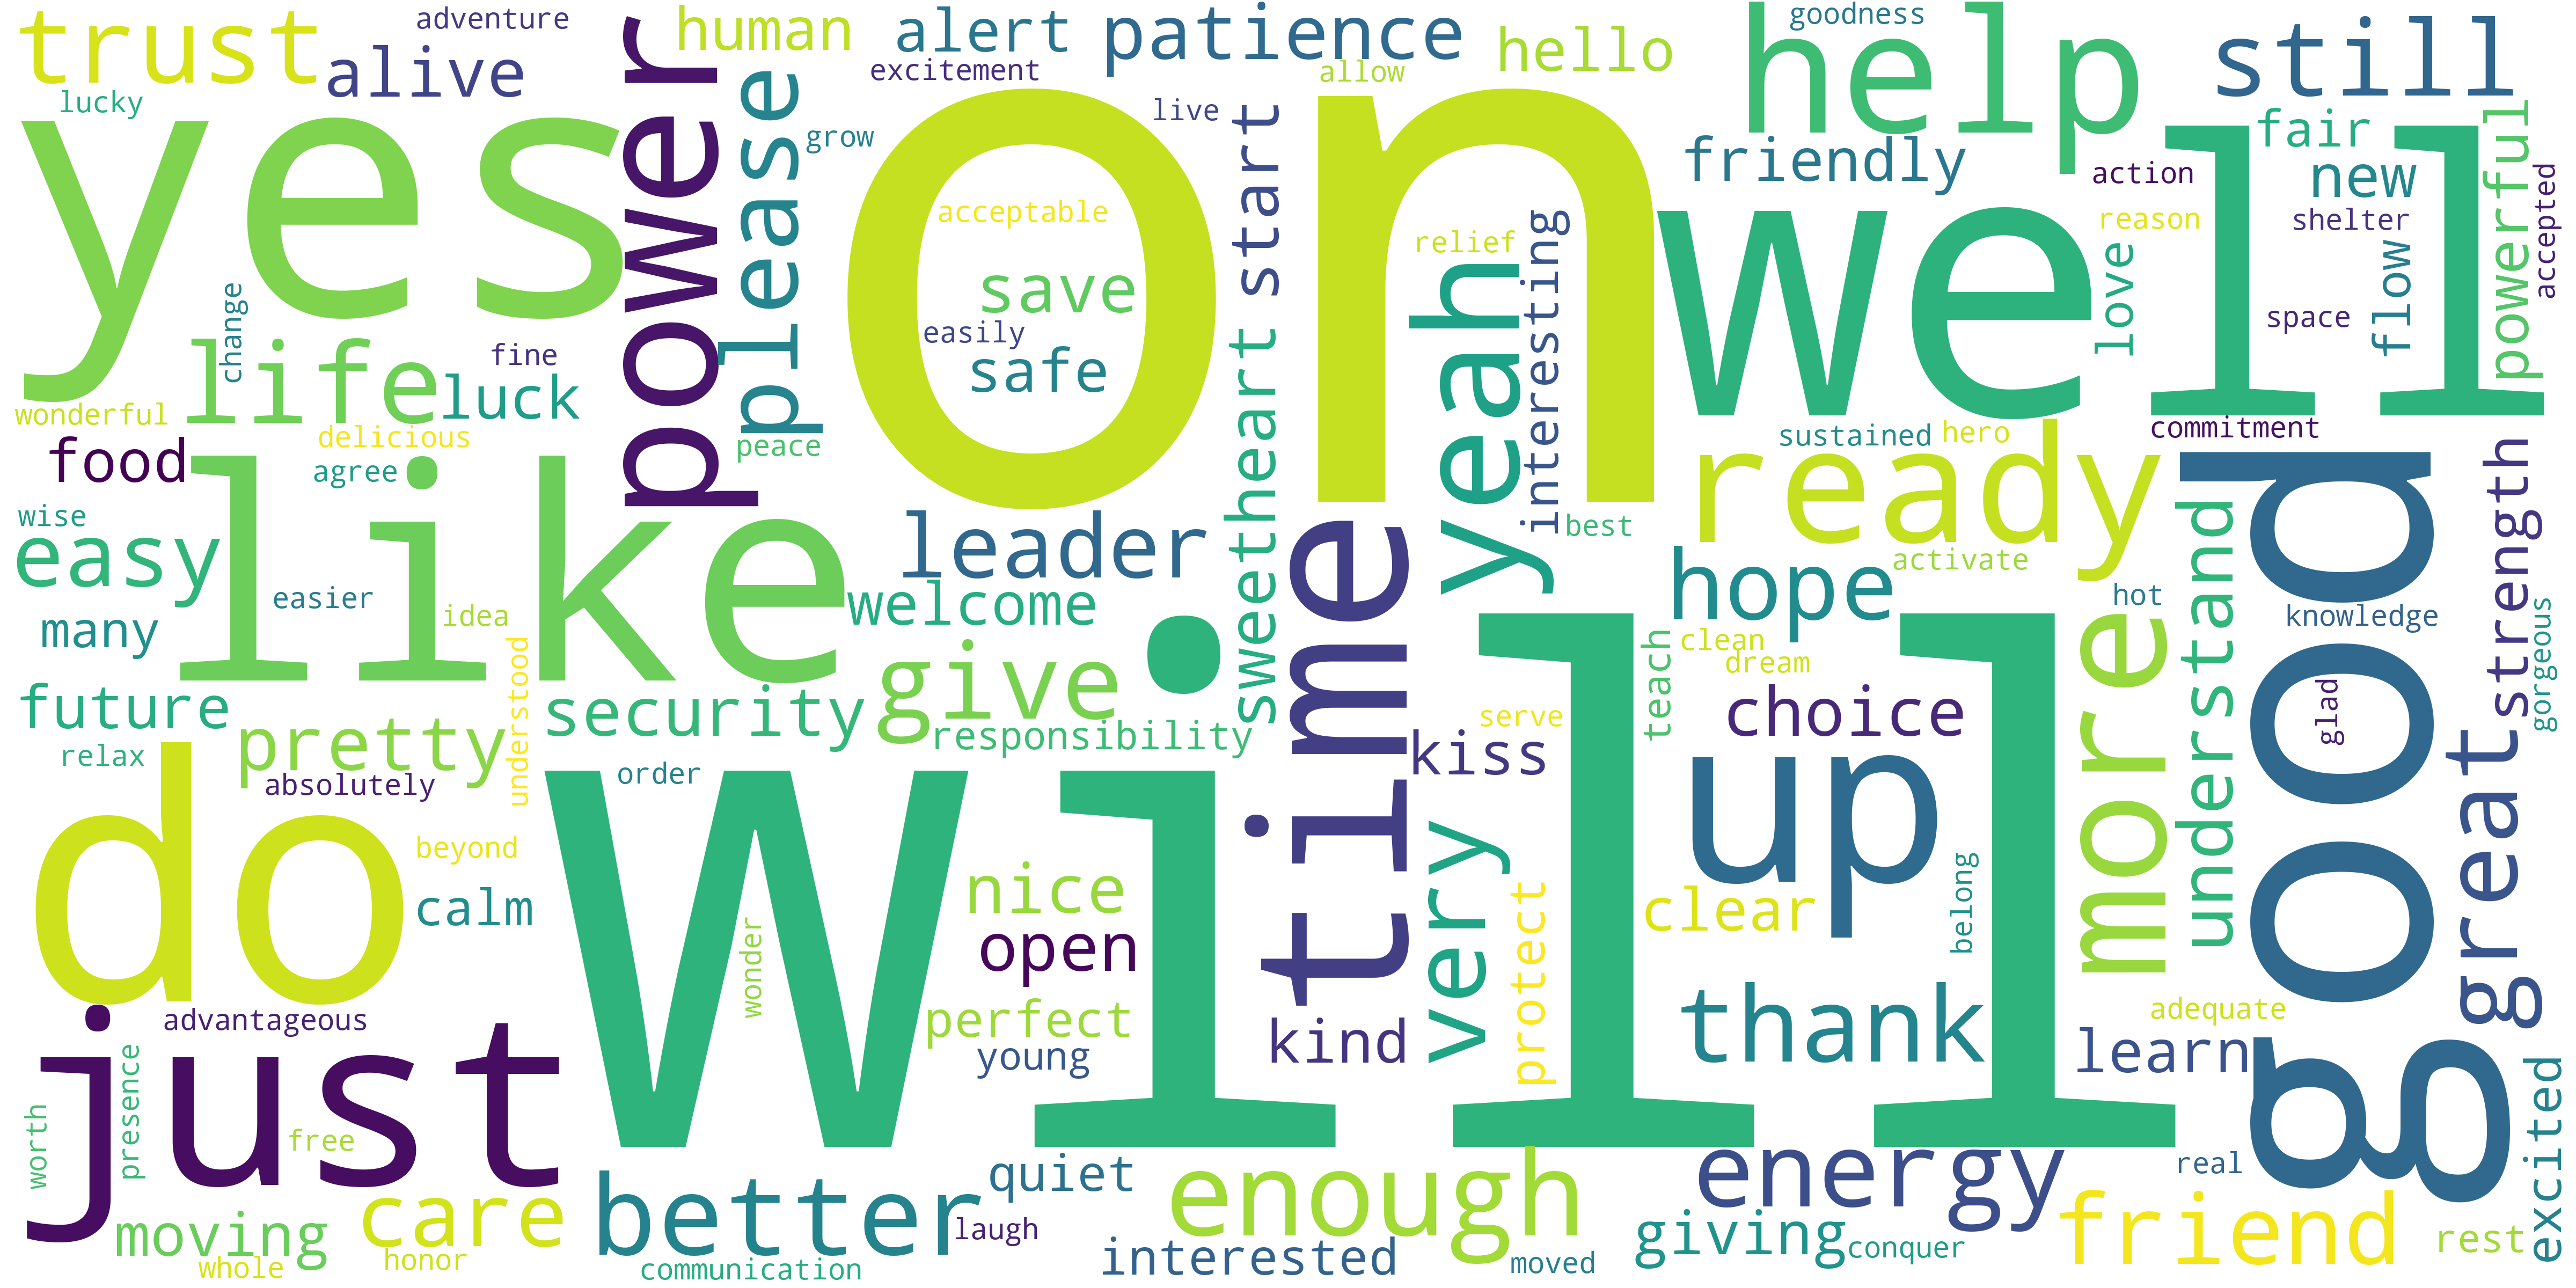 trust
adventure
alive
lucky
yes
power
human
please
grow
alert
excitement
patience
live
start
allow
hello
on
acceptable
save
easily
safe
relief
yeah
interesting
help
goodness
friendly
still
fair
new
action
reason
shelter
love
flow
space
powerful
accepted
well
change
life
fine
luck
wonderful
delicious
food
agree
peace
wise
easy
like
easier
idea
many
leader
welcome
give
sweetheart
time
best
sustained
hero
commitment
ready
activate
hope
hot
more
understand
good
knowledge
strength
gorgeous
glad
great
future
pretty
understood
relax
absolutely
security
responsibility
order
kiss
serve
teach
clean
dream
choice
up
do
beyond
calm
will
wonder
nice
open
perfect
young
kind
very
protect
clear
belong
thank
learn
adequate
advantageous
just
presence
worth
free
moving
care
whole
honor
better
quiet
laugh
communication
enough
interested
moved
energy
giving
conquer
real
friend
rest
excited